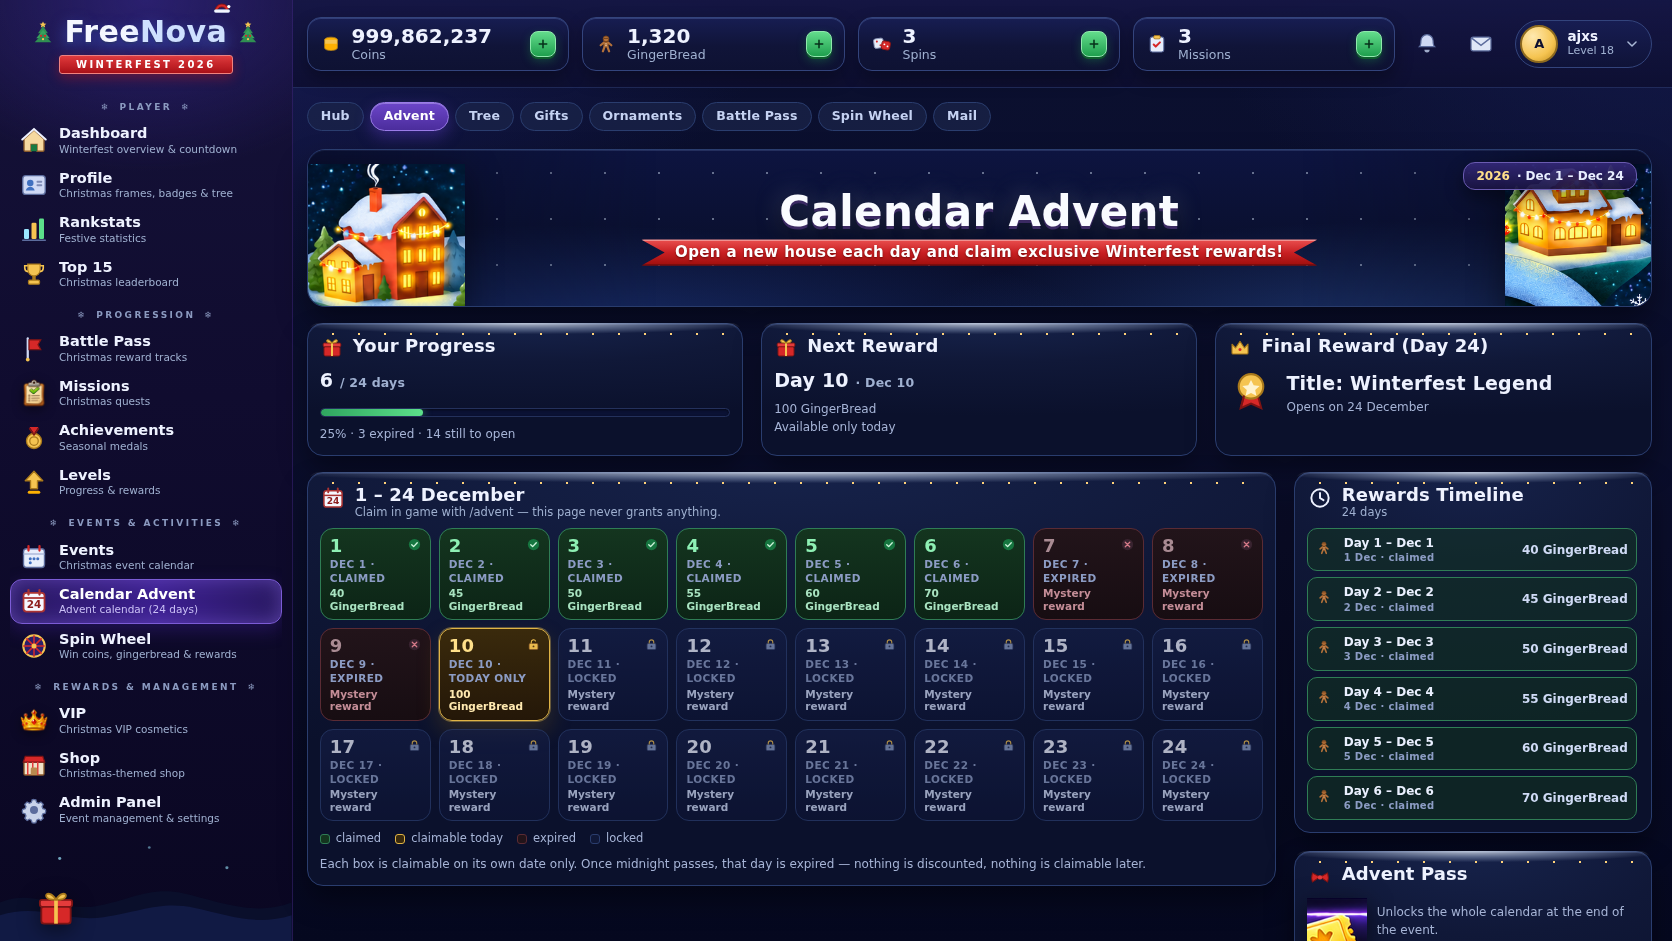 FreeNova
WINTERFEST 2026
PLAYER
Dashboard
Winterfest overview & countdown
Profile
Christmas frames, badges & tree
Rankstats
Festive statistics
Top 15
Christmas leaderboard
PROGRESSION
Battle Pass
Christmas reward tracks
Missions
Christmas quests
Achievements
Seasonal medals
Levels
Progress & rewards
EVENTS & ACTIVITIES
Events
Christmas event calendar
24
Calendar Advent
Advent calendar (24 days)
Spin Wheel
Win coins, gingerbread & rewards
REWARDS & MANAGEMENT
VIP
Christmas VIP cosmetics
Shop
Christmas-themed shop
Admin Panel
Event management & settings
999,862,237
Coins
+
1,320
GingerBread
+
3
Spins
+
3
Missions
+
A
ajxs
Level 18
Hub
Advent
Tree
Gifts
Ornaments
Battle Pass
Spin Wheel
Mail
2026 · Dec 1 – Dec 24
Calendar Advent
Open a new house each day and claim exclusive Winterfest rewards!
Your Progress
6 / 24 days
25% · 3 expired · 14 still to open
Next Reward
Day 10 · Dec 10
100 GingerBread
Available only today
Final Reward (Day 24)
Title: Winterfest Legend
Opens on 24 December
24
1 – 24 December
Claim in game with /advent — this page never grants anything.
1
DEC 1 ·
CLAIMED
40
GingerBread
2
DEC 2 ·
CLAIMED
45
GingerBread
3
DEC 3 ·
CLAIMED
50
GingerBread
4
DEC 4 ·
CLAIMED
55
GingerBread
5
DEC 5 ·
CLAIMED
60
GingerBread
6
DEC 6 ·
CLAIMED
70
GingerBread
7
DEC 7 ·
EXPIRED
Mystery
reward
8
DEC 8 ·
EXPIRED
Mystery
reward
9
DEC 9 ·
EXPIRED
Mystery
reward
10
DEC 10 ·
TODAY ONLY
100
GingerBread
11
DEC 11 ·
LOCKED
Mystery
reward
12
DEC 12 ·
LOCKED
Mystery
reward
13
DEC 13 ·
LOCKED
Mystery
reward
14
DEC 14 ·
LOCKED
Mystery
reward
15
DEC 15 ·
LOCKED
Mystery
reward
16
DEC 16 ·
LOCKED
Mystery
reward
17
DEC 17 ·
LOCKED
Mystery
reward
18
DEC 18 ·
LOCKED
Mystery
reward
19
DEC 19 ·
LOCKED
Mystery
reward
20
DEC 20 ·
LOCKED
Mystery
reward
21
DEC 21 ·
LOCKED
Mystery
reward
22
DEC 22 ·
LOCKED
Mystery
reward
23
DEC 23 ·
LOCKED
Mystery
reward
24
DEC 24 ·
LOCKED
Mystery
reward
claimed
claimable today
expired
locked
Each box is claimable on its own date only. Once midnight passes, that day is expired — nothing is discounted, nothing is claimable later.
Rewards Timeline
24 days
Day 1 – Dec 1
1 Dec · claimed
40 GingerBread
Day 2 – Dec 2
2 Dec · claimed
45 GingerBread
Day 3 – Dec 3
3 Dec · claimed
50 GingerBread
Day 4 – Dec 4
4 Dec · claimed
55 GingerBread
Day 5 – Dec 5
5 Dec · claimed
60 GingerBread
Day 6 – Dec 6
6 Dec · claimed
70 GingerBread
Advent Pass
Unlocks the whole calendar at the end of
the event.